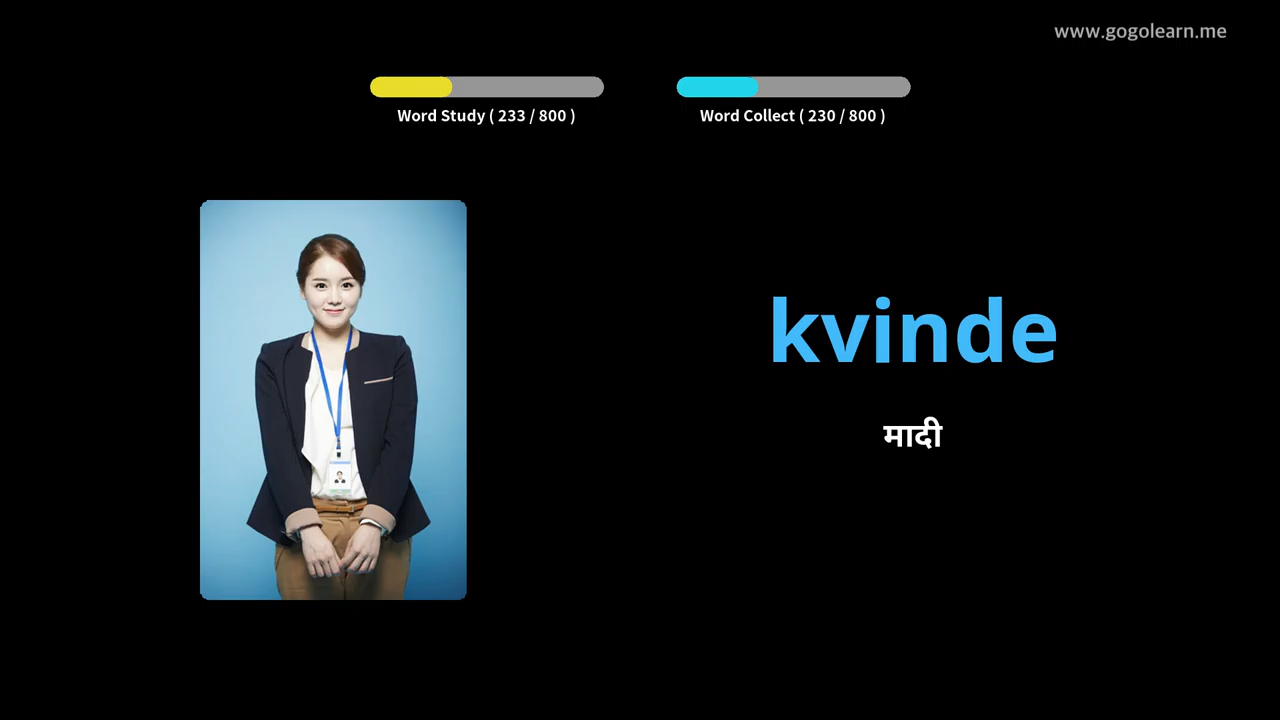 www.gogolearn.me
Word Study ( 233 / 800 )
Word Collect ( 230 / 800 )
kvinde
मादी